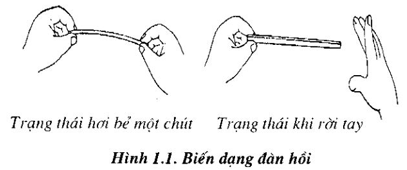 Trạng thái hơi bẻ một chút Trạng thái khi rời tay
Hình 1.1. Biến dạng đàn hồi